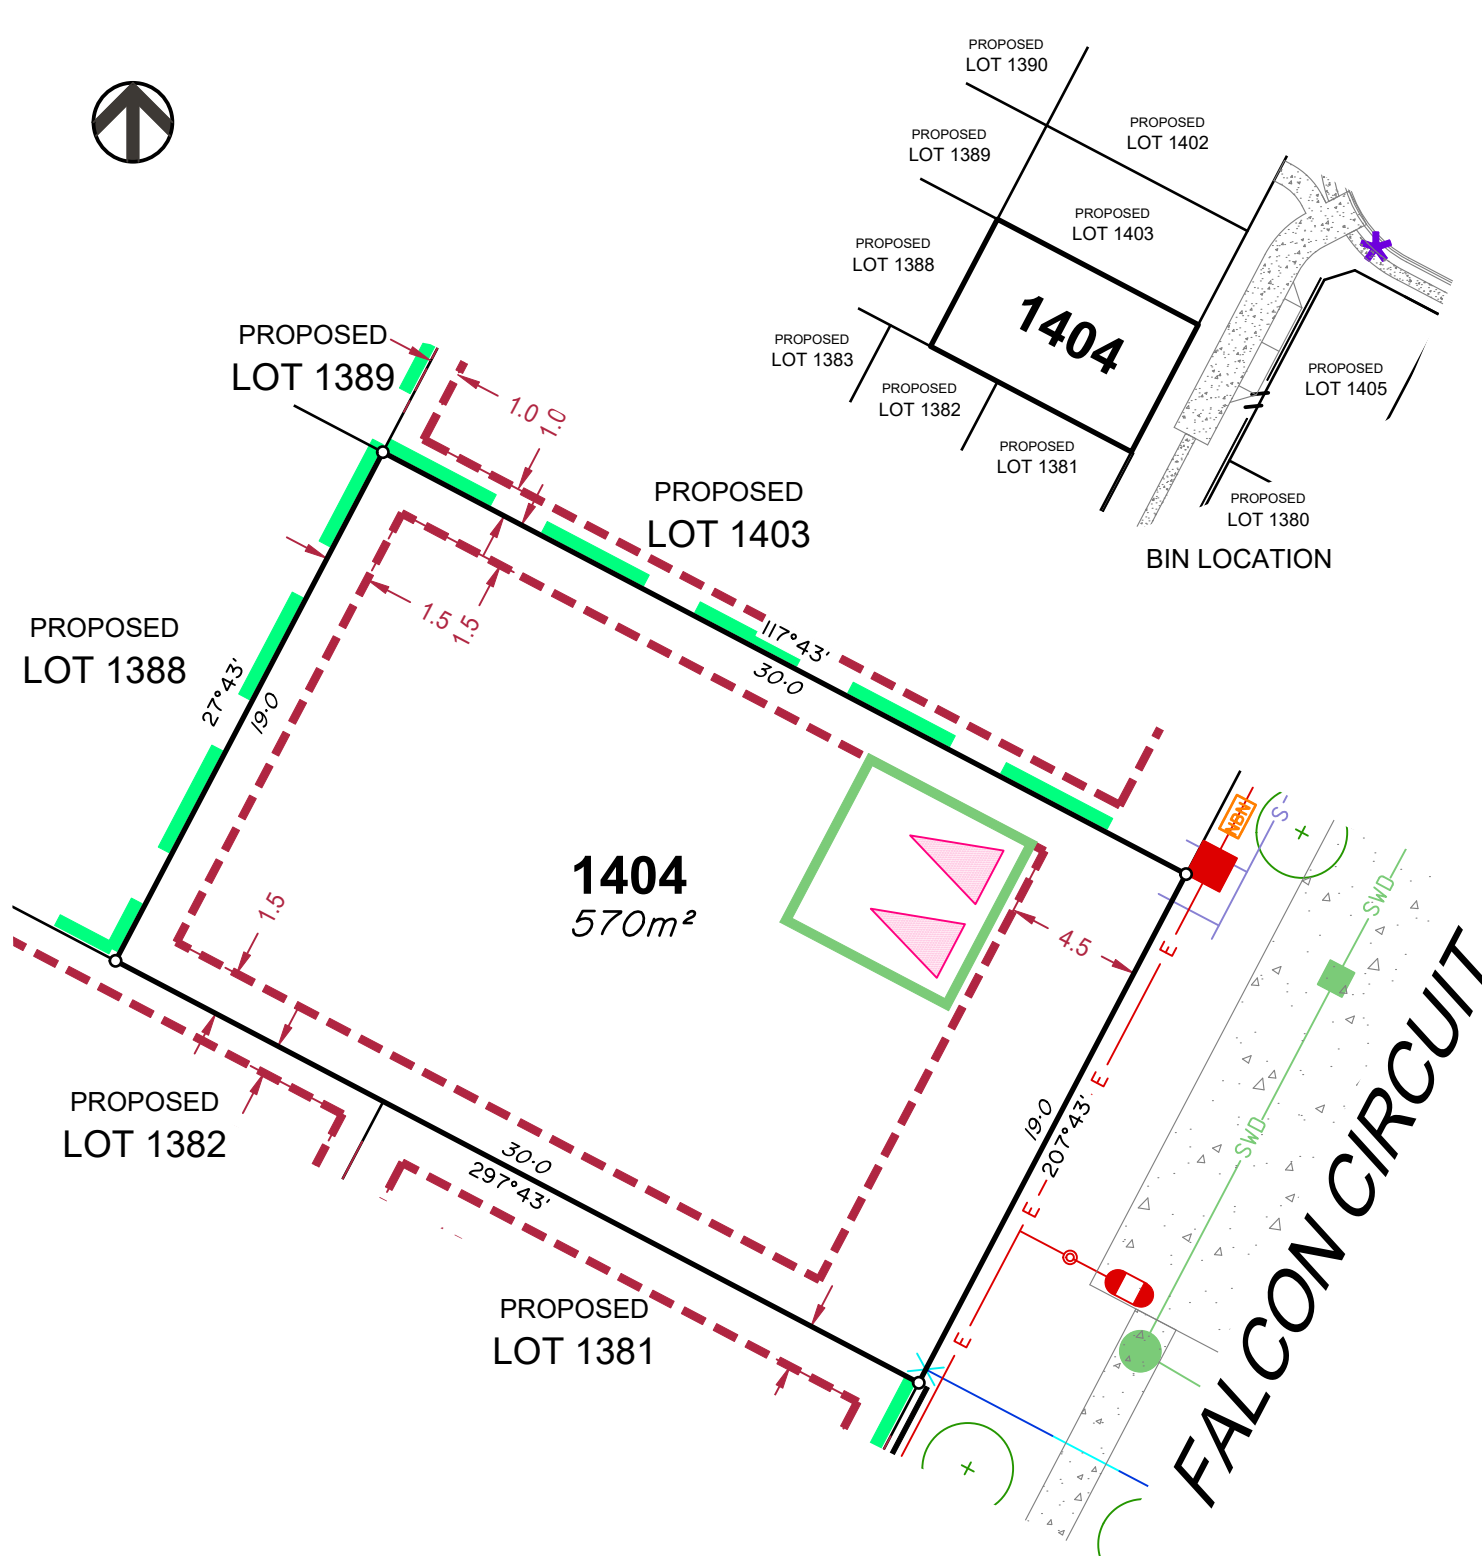 PROPOSED
LOT 1390
PROPOSED
LOT 1402
PROPOSED
LOT 1389
PROPOSED
LOT 1403
PROPOSED
LOT 1388
1404
PROPOSED
LOT 1383
PROPOSED
LOT 1405
PROPOSED
LOT 1382
PROPOSED
LOT 1381
PROPOSED
LOT 1380
BIN LOCATION
PROPOSED
LOT 1389
1.0
1.0
PROPOSED
LOT 1403
1.5
1.5
117°43'
30·0
PROPOSED
LOT 1388
27°43'
19·0
NBN
S
1404
570m²
1.5
4.5
SWD
E
E
SWD
PROPOSED
LOT 1382
30·0
297°43'
19·0
207°43'
E
E
PROPOSED
LOT 1381
FALCON CIRCUIT